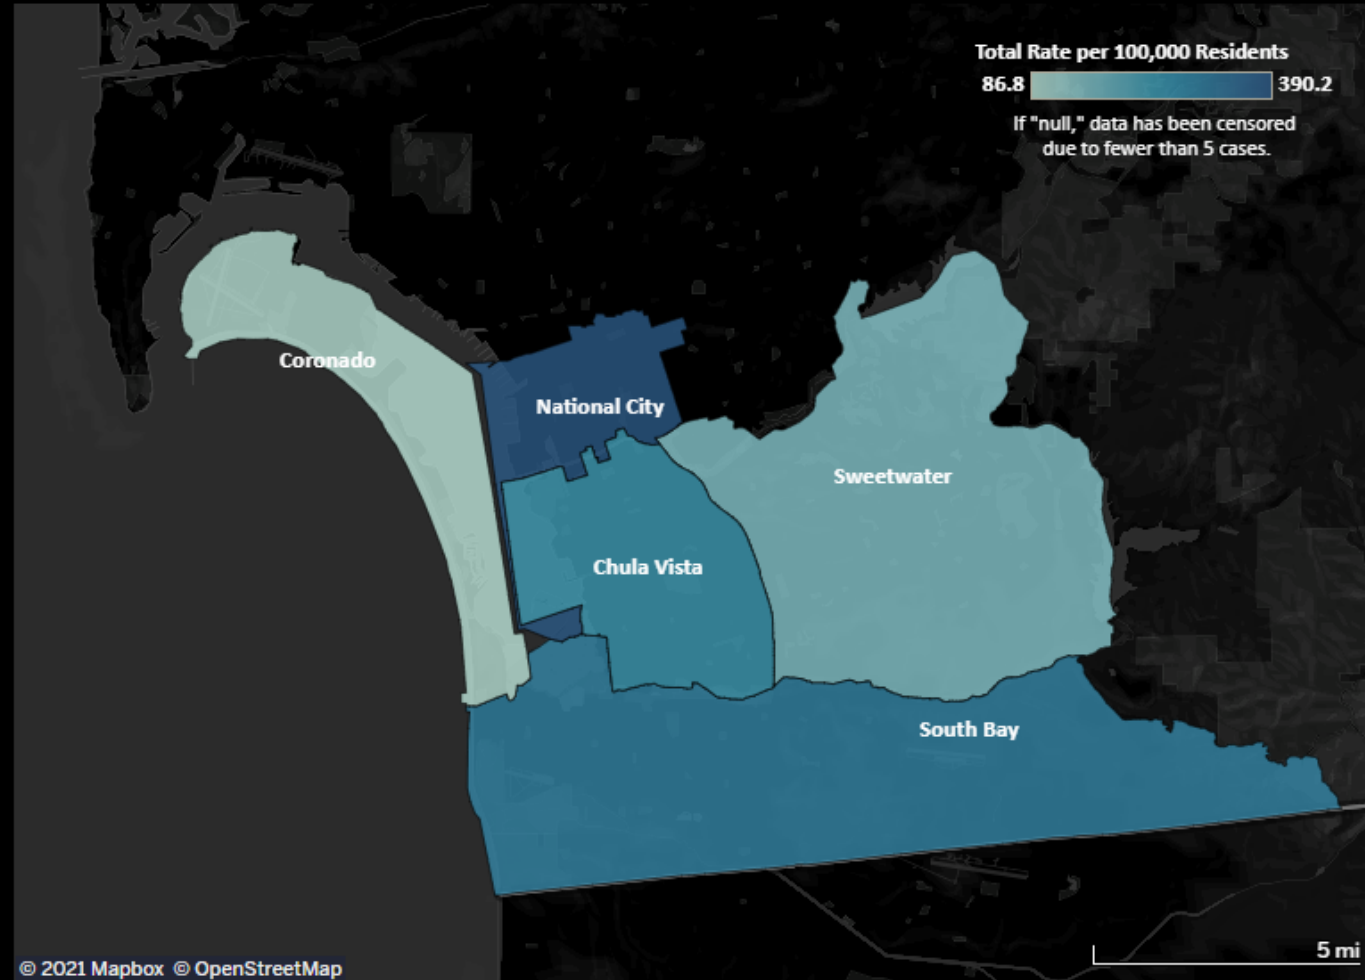 Total Rate per 100,000 Residents
86.8 390.2
If "null," data has been censored
due to fewer than 5 cases.
Coronado
National City
Sweetwater
Chula Vista
South Bay
5 mi
© 2021 Mapbox © OpenStreetMap